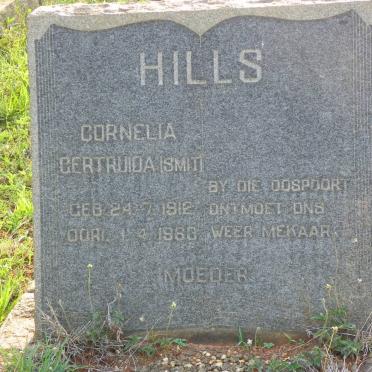 HILLS
CORNELIA
GERTRUIDA (SMIT)
GEB. 24.7.1912
OORL. 1.4.1983
BY DIE OOSPOORT
ONTMOET ONS
WEER MEKAAR.
MOEDER